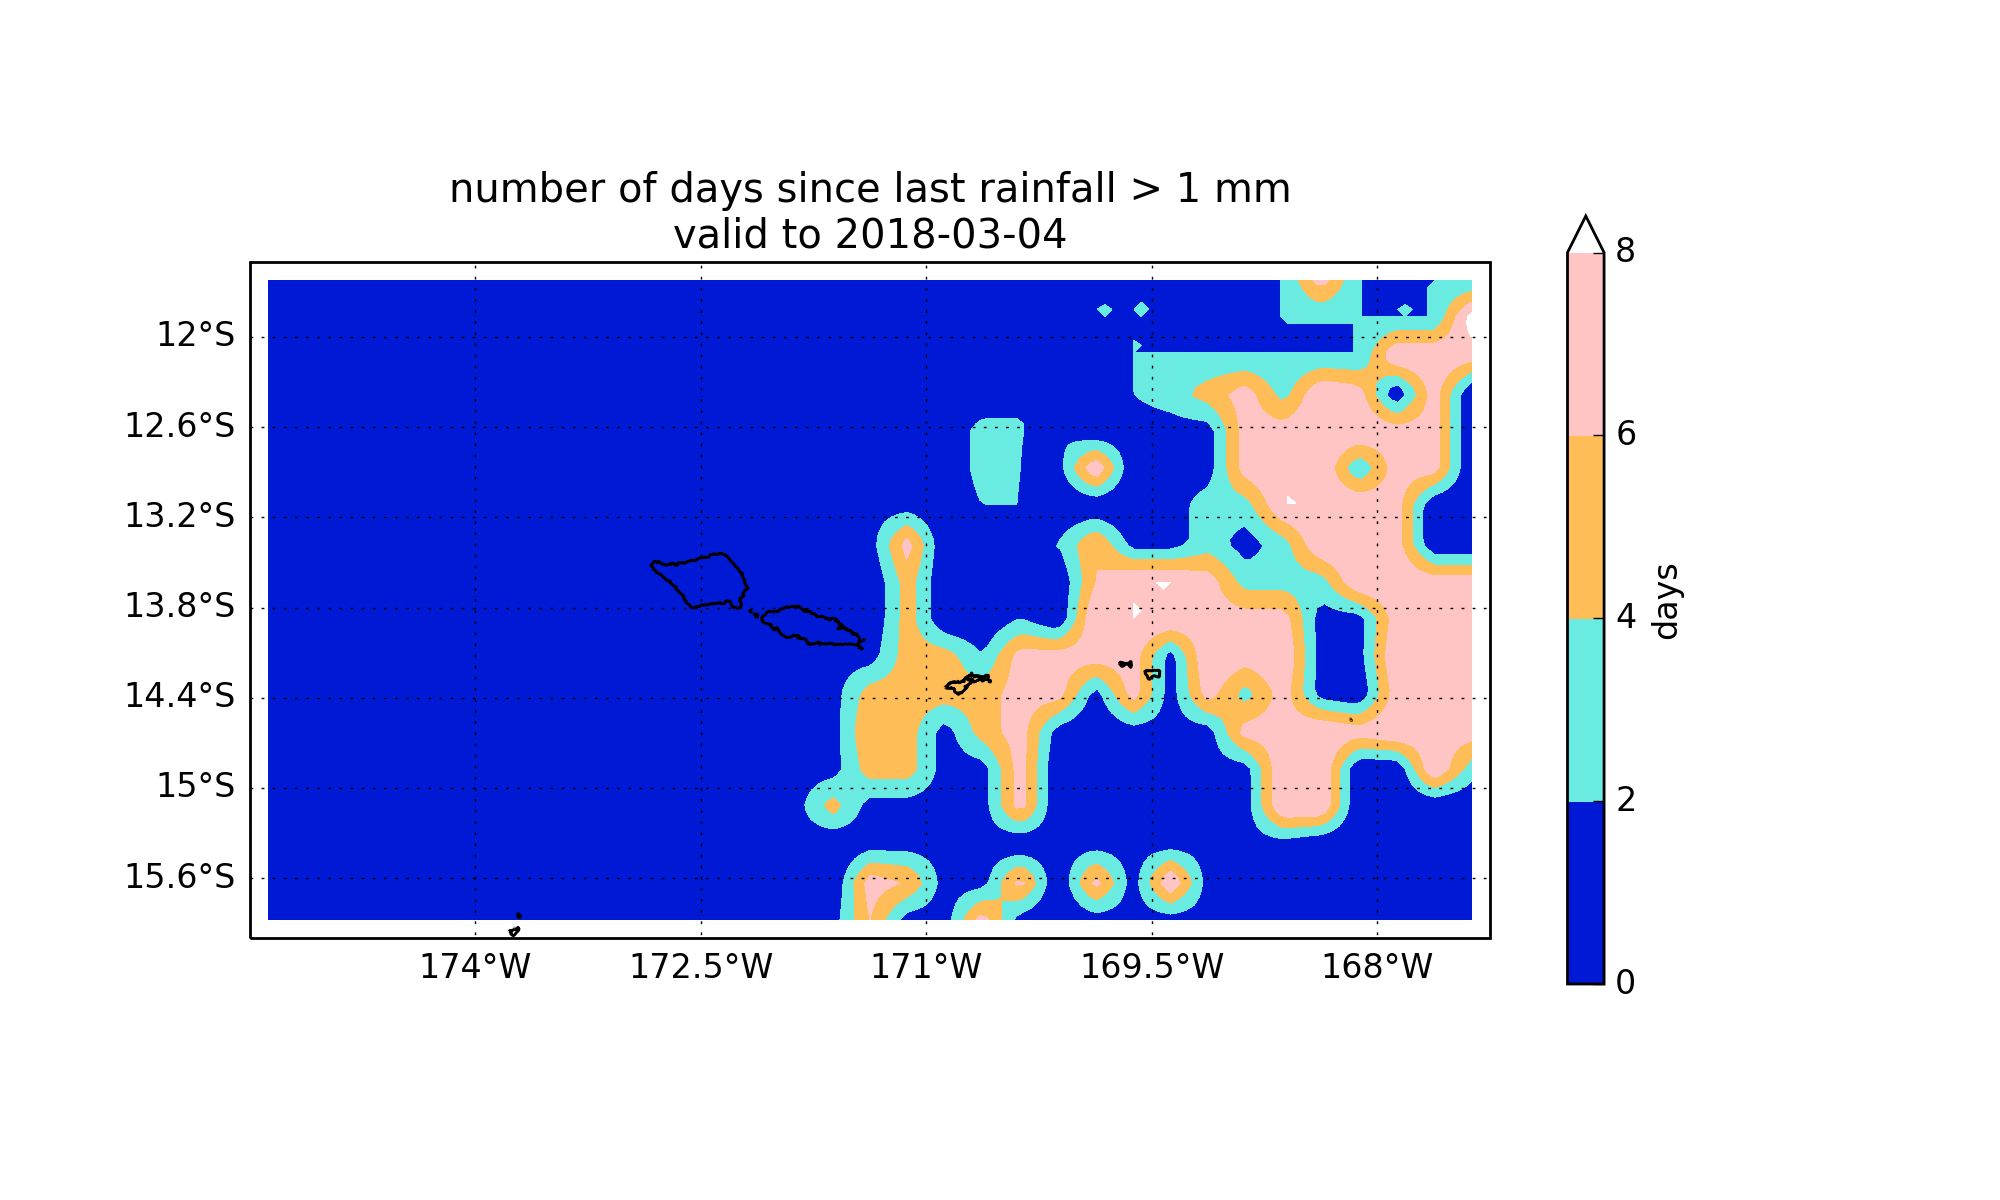 number of days since last rainfall > 1 mm
valid to 2018-03-04
12°S
12.6°S
13.2°S
13.8°S
14.4°S
15°S
15.6°S
174°W
172.5°W
171°W
169.5°W
168°W
8
6
4
2
0
days